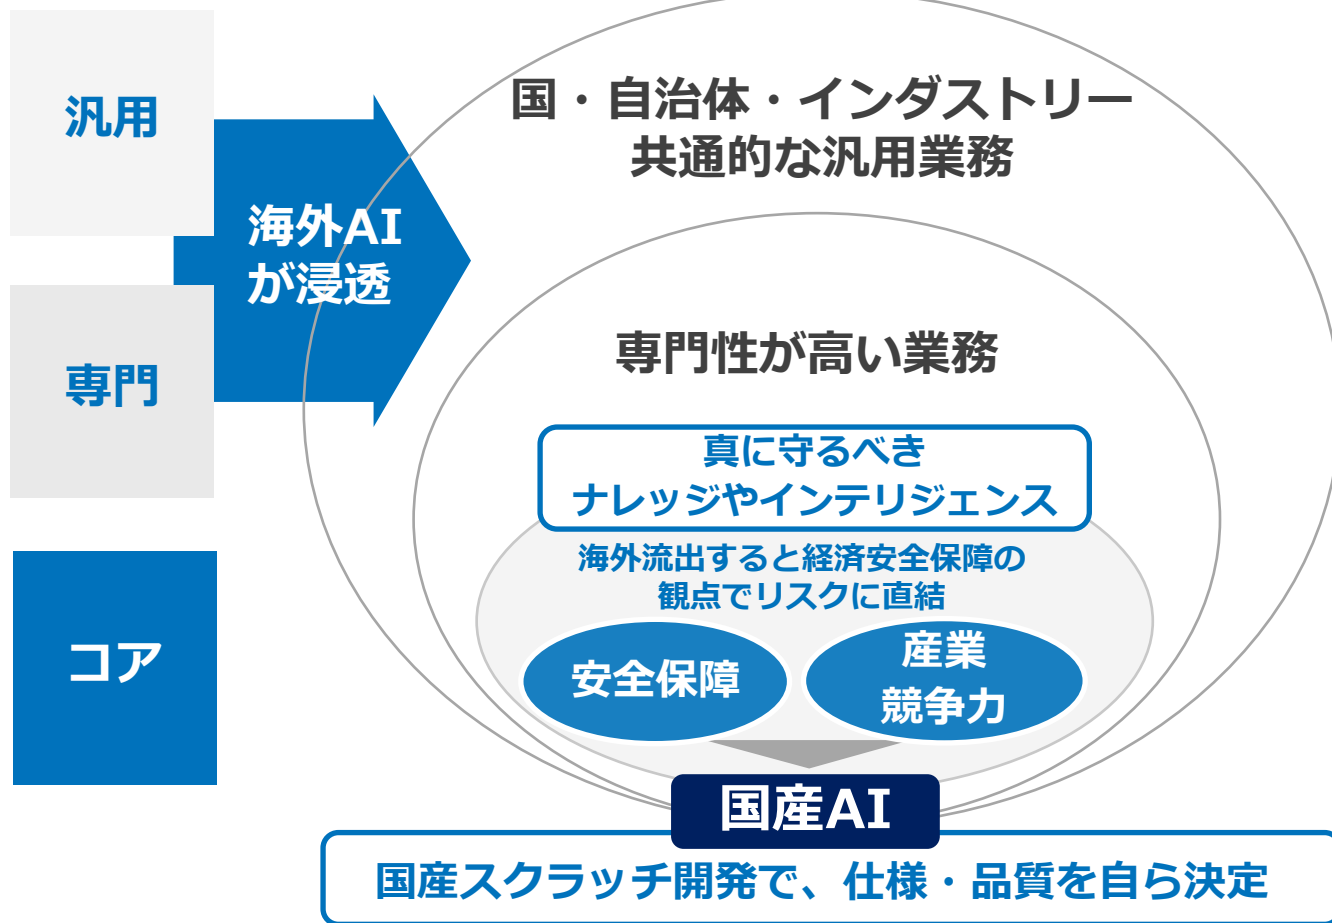 汎用
国・自治体・インダストリー
共通的な汎用業務
海外AI
が浸透
専門
専門性が高い業務
真に守るべき
ナレッジやインテリジェンス
海外流出すると経済安全保障の
観点でリスクに直結
コア
安全保障
産業
競争力
国産AI
国産スクラッチ開発で、仕様・品質を自ら決定